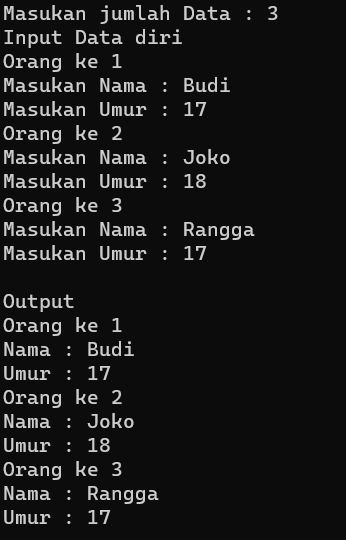 Masukan jumlah Data : 3
Input Data diri
Orang ke 1
Masukan Nama : Budi
Masukan Umur : 17
Orang ke 2
Masukan Nama : Joko
Masukan Umur : 18
Orang ke 3
Masukan Nama : Rangga
Masukan Umur : 17

Output
Orang ke 1
Nama : Budi
Umur : 17
Orang ke 2
Nama : Joko
Umur : 18
Orang ke 3
Nama : Rangga
Umur : 17